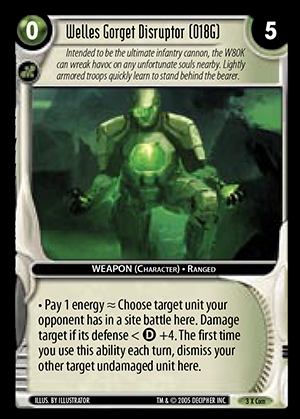 0 Welles Gorget Disruptor (018G) 5
Intended to be the ultimate infantry cannon, the W80K
can wreak havoc on any unfortunate souls nearby. Lightly
armored troops quickly learn to stand behind the bearer.
WEAPON (CHARACTER) • RANGED
• Pay 1 energy ≈ Choose target unit your
opponent has in a site battle here. Damage
target if its defense < D +4. The first time
you use this ability each turn, dismiss your
other target undamaged unit here.
ILLUS. BY ILLUSTRATOR TM & © 2005 DECIPHER INC 3 X Com